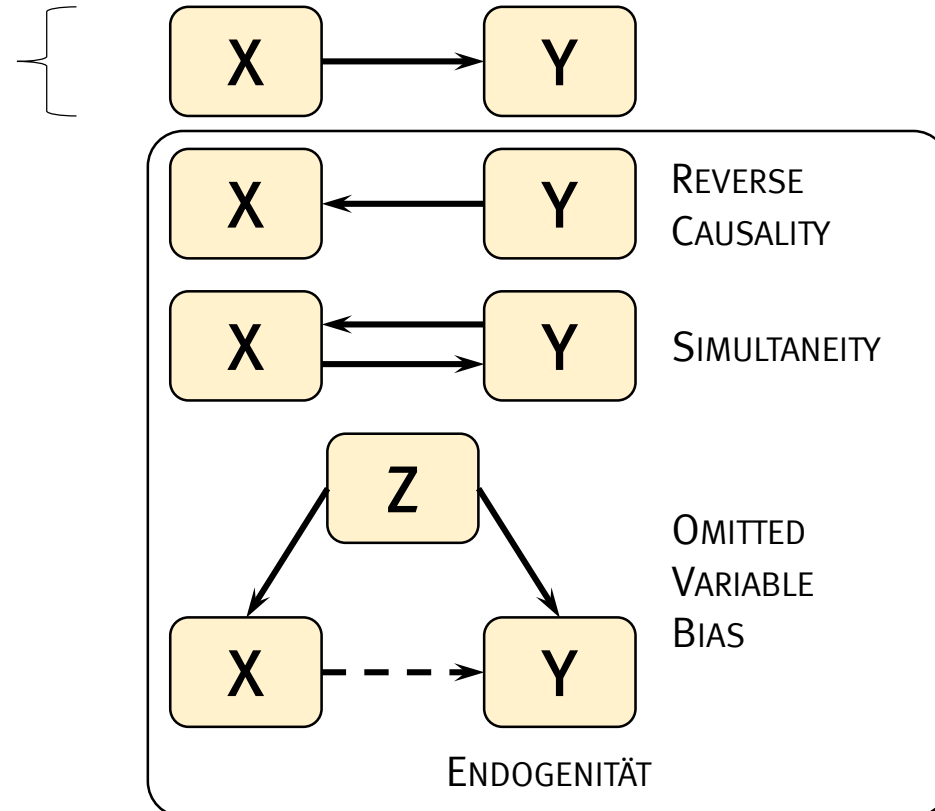 X Y
X Y
REVERSE
CAUSALITY
X Y
SIMULTANEITY
Z
OMITTED
VARIABLE
BIAS
X Y
ENDOGENITÄT